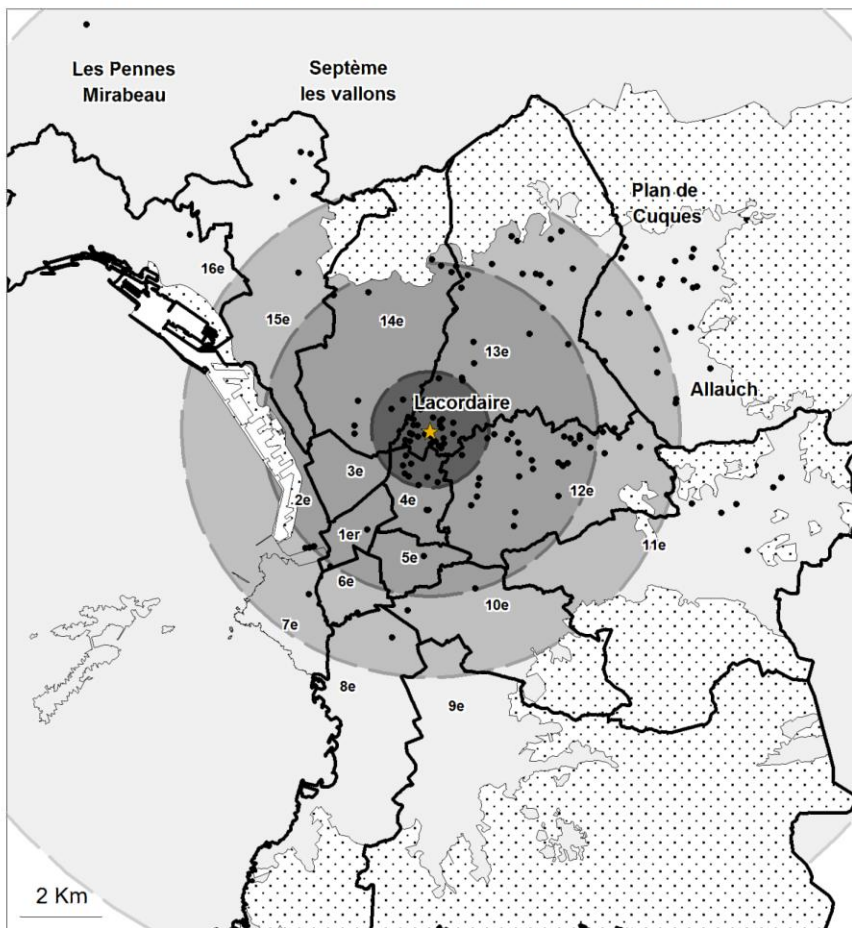 Les Pennes
Mirabeau
Septème
les vallons
Plan de
Cuques
16e
15e
14e
13e
Allauch
Lacordaire
3e
2e
4e
12e
1er
11e
5e
6e
10e
7e
8e
9e
2 Km